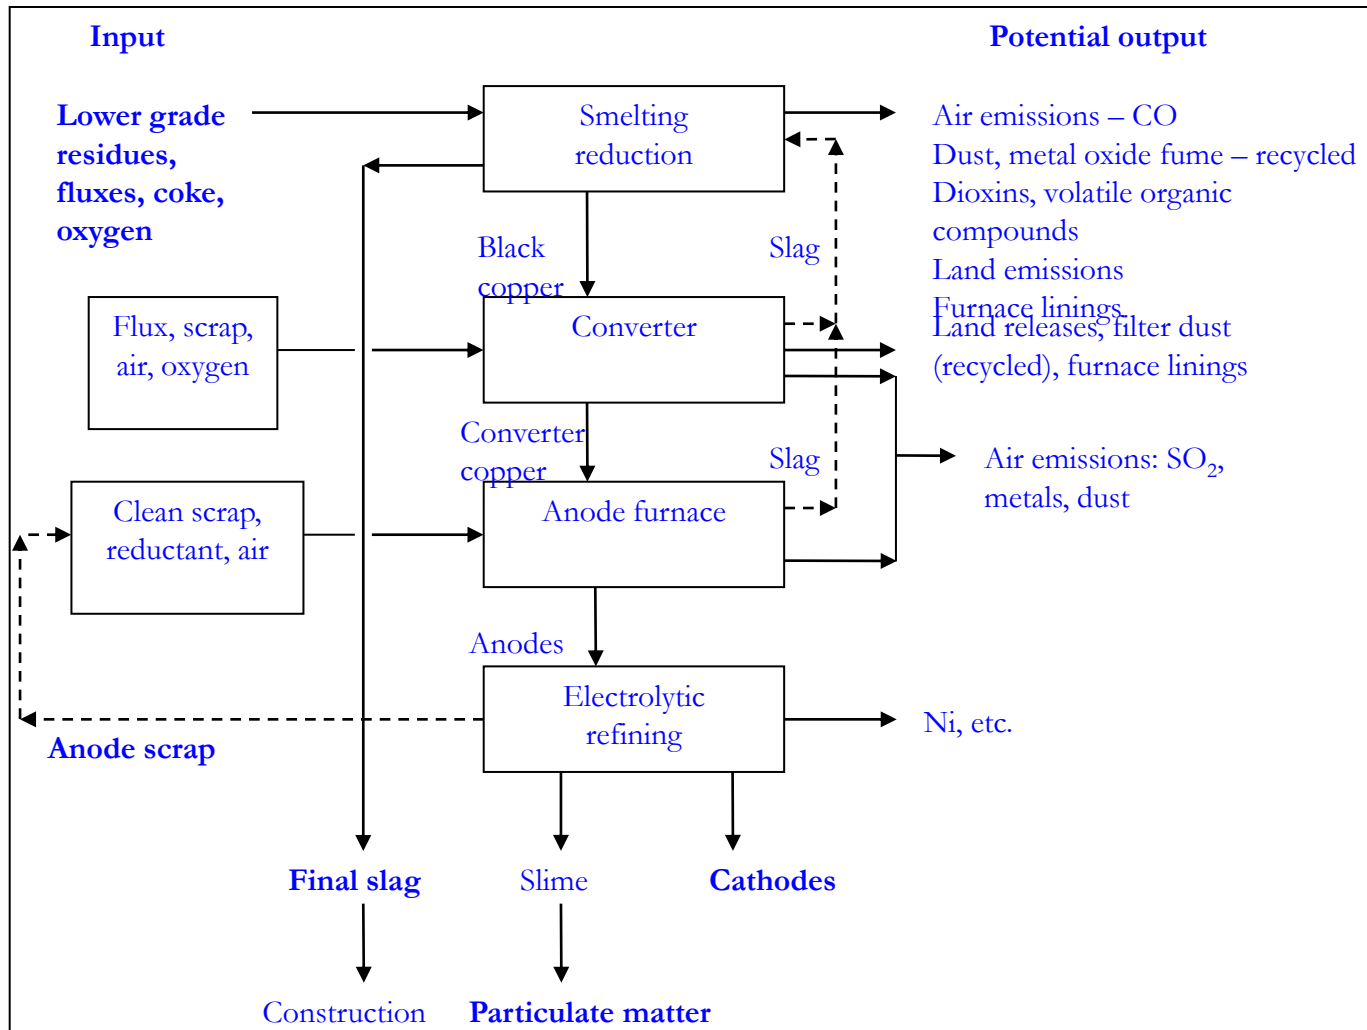 Input
Potential output
Lower grade
residues,
fluxes, coke,
oxygen
Smelting
reduction
Air emissions – CO
Dust, metal oxide fume – recycled
Dioxins, volatile organic
compounds
Land emissions
Furnace linings
Black
copper
Slag
Flux, scrap,
air, oxygen
Converter
Land releases, filter dust
(recycled), furnace linings
Converter
copper
Slag
Air emissions: SO₂,
metals, dust
Clean scrap,
reductant, air
Anode furnace
Anodes
Electrolytic
refining
Ni, etc.
Anode scrap
Final slag
Slime
Cathodes
Construction
Particulate matter